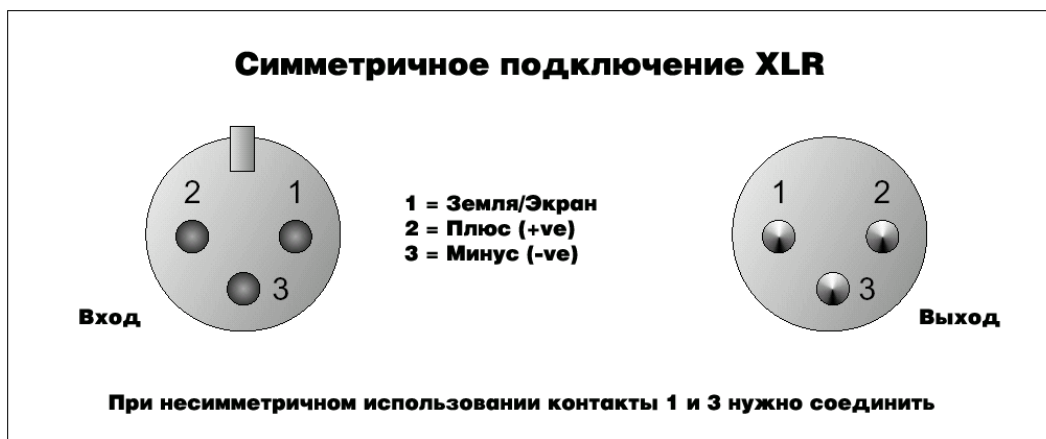 Симметричное подключение XLR
2 1
3
Вход
1 = Земля/Экран
2 = Плюс (+ve)
3 = Минус (-ve)
1 2
3
Выход
При несимметричном использовании контакты 1 и 3 нужно соединить